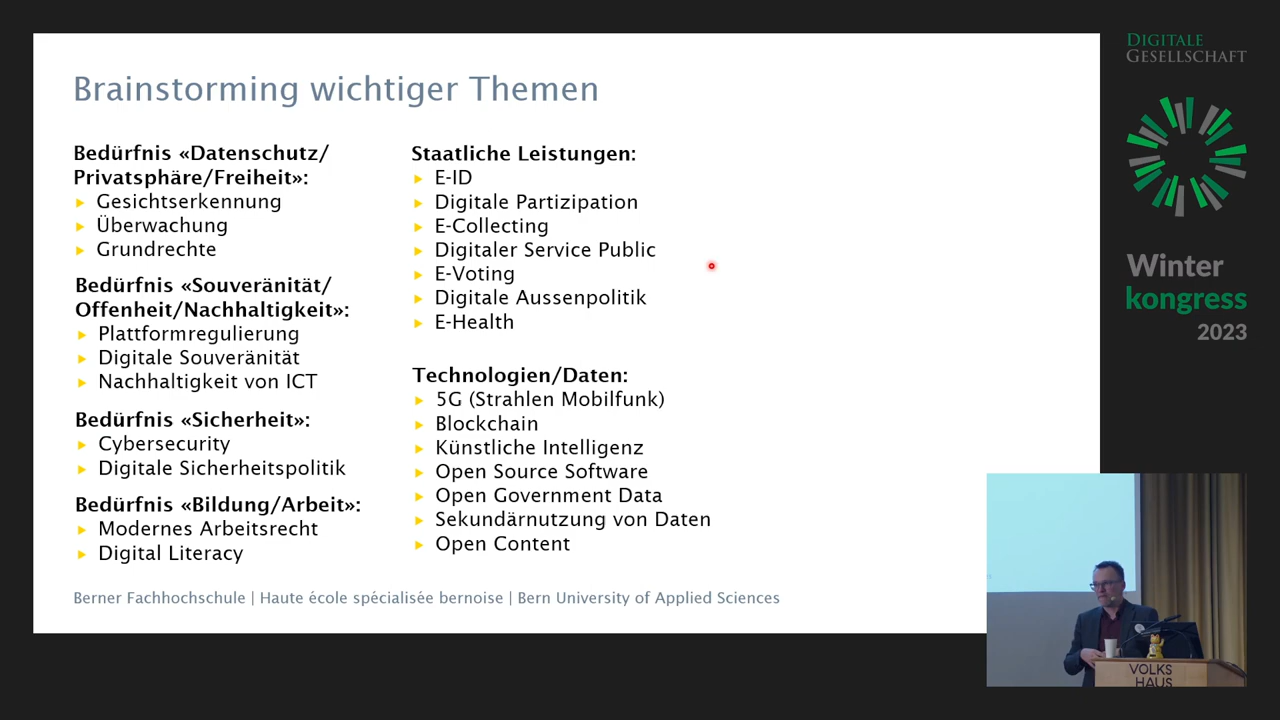 Brainstorming wichtiger Themen
Bedürfnis «Datenschutz/
Privatsphäre/Freiheit»:
Gesichtserkennung
Überwachung
Grundrechte
Bedürfnis «Souveränität/
Offenheit/Nachhaltigkeit»:
Plattformregulierung
Digitale Souveränität
Nachhaltigkeit von ICT
Bedürfnis «Sicherheit»:
Cybersecurity
Digitale Sicherheitspolitik
Bedürfnis «Bildung/Arbeit»:
Modernes Arbeitsrecht
Digital Literacy
Staatliche Leistungen:
E-ID
Digitale Partizipation
E-Collecting
Digitaler Service Public
E-Voting
Digitale Aussenpolitik
E-Health
Technologien/Daten:
5G (Strahlen Mobilfunk)
Blockchain
Künstliche Intelligenz
Open Source Software
Open Government Data
Sekundärnutzung von Daten
Open Content
Berner Fachhochschule | Haute école spécialisée bernoise | Bern University of Applied Sciences
DIGITALE
GESELLSCHAFT
Winter
kongress
2023
VOLKS
HAUS